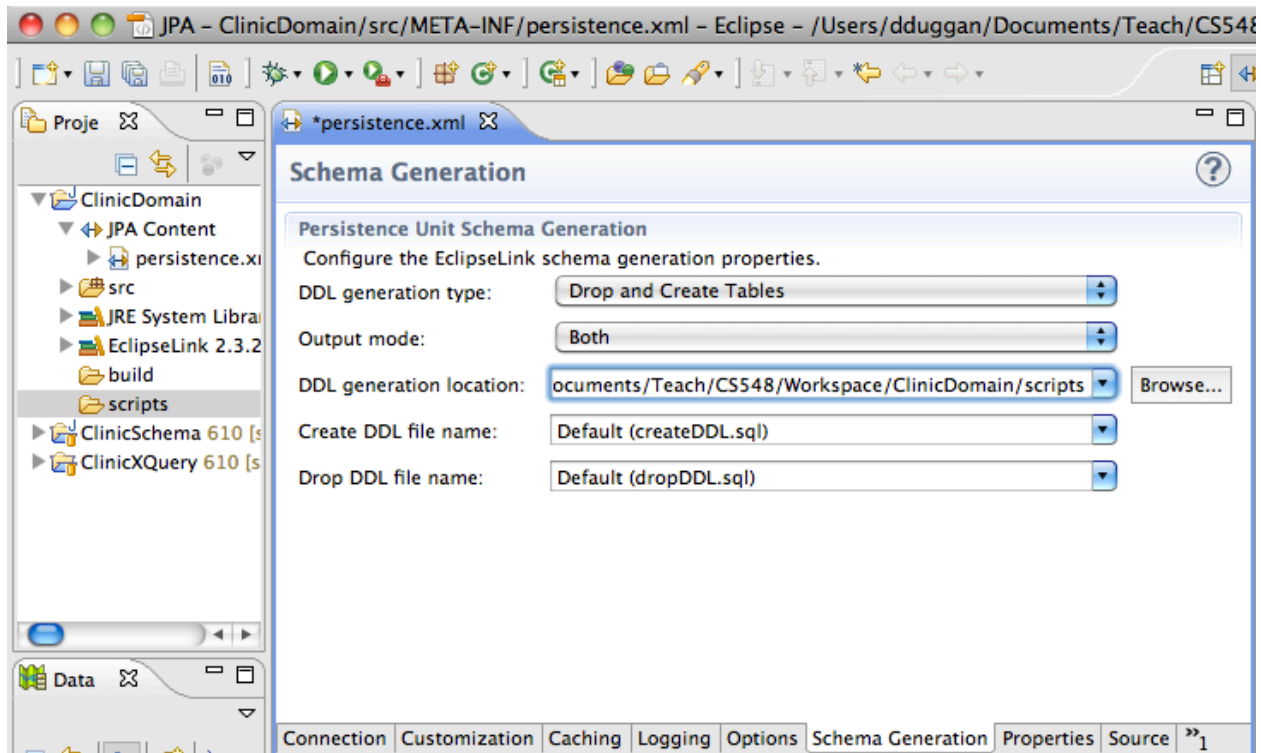 JPA – ClinicDomain/src/META-INF/persistence.xml – Eclipse – /Users/dduggan/Documents/Teach/CS548
Proje
*persistence.xml
Schema Generation
ClinicDomain
JPA Content
persistence.xi
src
JRE System Librai
EclipseLink 2.3.2
build
scripts
ClinicSchema 610 [s
ClinicXQuery 610 [s
Persistence Unit Schema Generation
Configure the EclipseLink schema generation properties.
DDL generation type: Drop and Create Tables
Output mode: Both
DDL generation location: ocuments/Teach/CS548/Workspace/ClinicDomain/scripts Browse...
Create DDL file name: Default (createDDL.sql)
Drop DDL file name: Default (dropDDL.sql)
Data
Connection Customization Caching Logging Options Schema Generation Properties Source »1